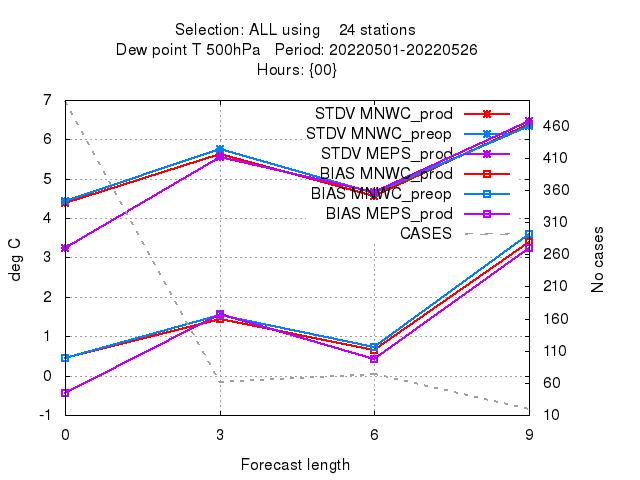 Selection: ALL using    24 stations
Dew point T 500hPa   Period: 20220501-20220526
Hours: {00}
7
6
5
4
3
2
1
0
-1
deg C
STDV MNWC_prod
STDV MNWC_preop
STDV MEPS_prod
BIAS MNWC_prod
BIAS MNWC_preop
BIAS MEPS_prod
CASES
460
410
360
310
260
210
160
110
60
10
No cases
0 3 6 9
Forecast length